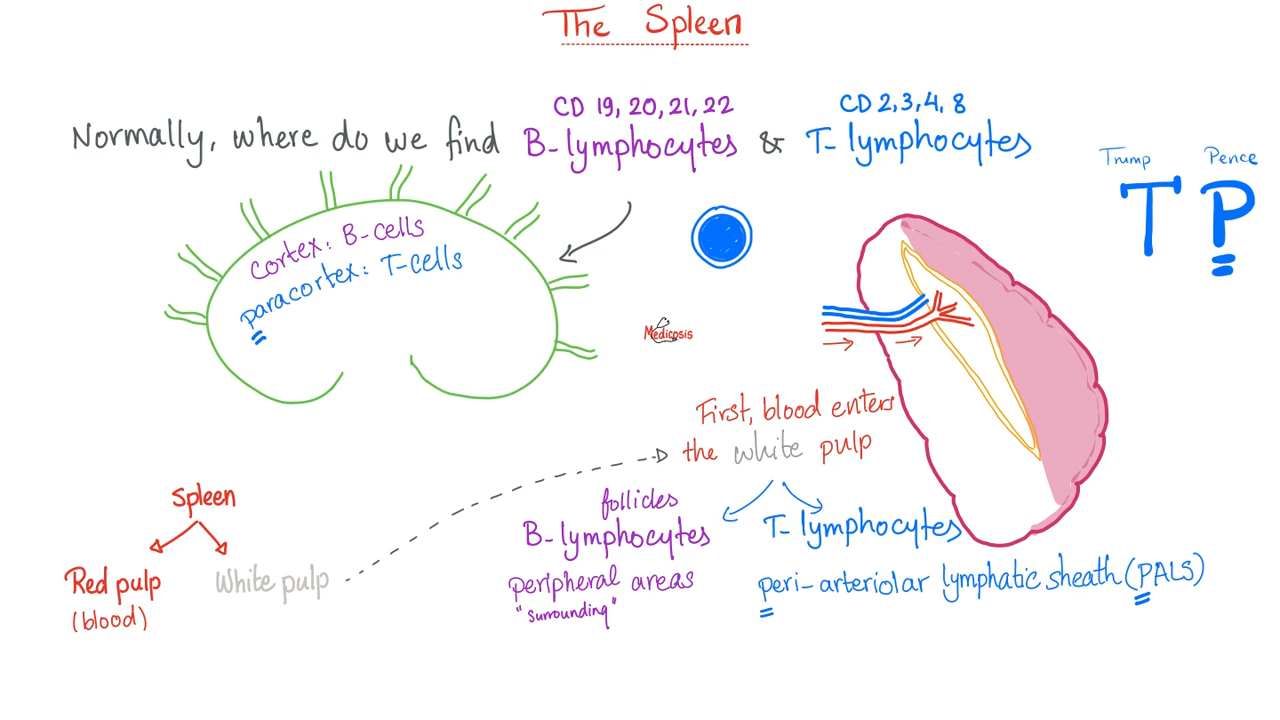 The Spleen
CD 19, 20, 21, 22
CD 2, 3, 4, 8
Normally, where do we find B-lymphocytes & T-lymphocytes
Trump Pence
T P
cortex: B-cells
paracortex: T-cells
Medicosis
First, blood enters
the white pulp
Spleen
Red pulp
(blood)
White pulp
follicles
B-lymphocytes
peripheral areas
"surrounding"
T-lymphocytes
peri-arteriolar lymphatic sheath (PALS)